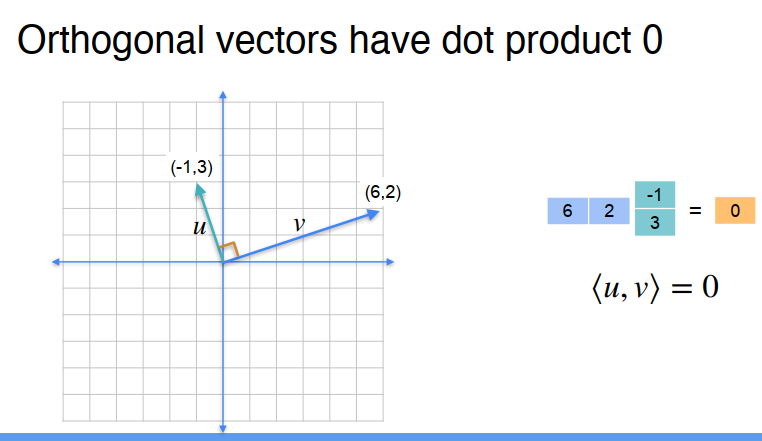 Orthogonal vectors have dot product 0
(-1,3)
(6,2)
u
v
6 2 -1 = 0
3
⟨u, v⟩ = 0